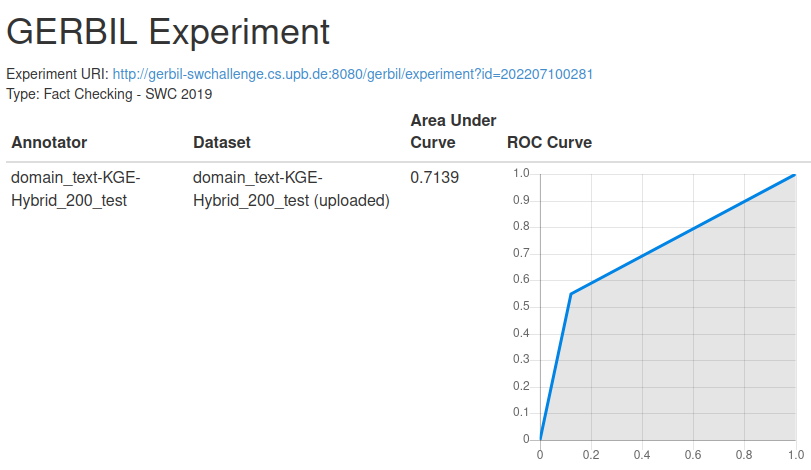 GERBIL Experiment
Experiment URI: http://gerbil-swchallenge.cs.upb.de:8080/gerbil/experiment?id=202207100281
Type: Fact Checking - SWC 2019
Annotator Dataset Area Under Curve ROC Curve
domain_text-KGE-Hybrid_200_test domain_text-KGE-Hybrid_200_test (uploaded) 0.7139
1.0
0.9
0.8
0.7
0.6
0.5
0.4
0.3
0.2
0.1
0
0 0.2 0.4 0.6 0.8 1.0